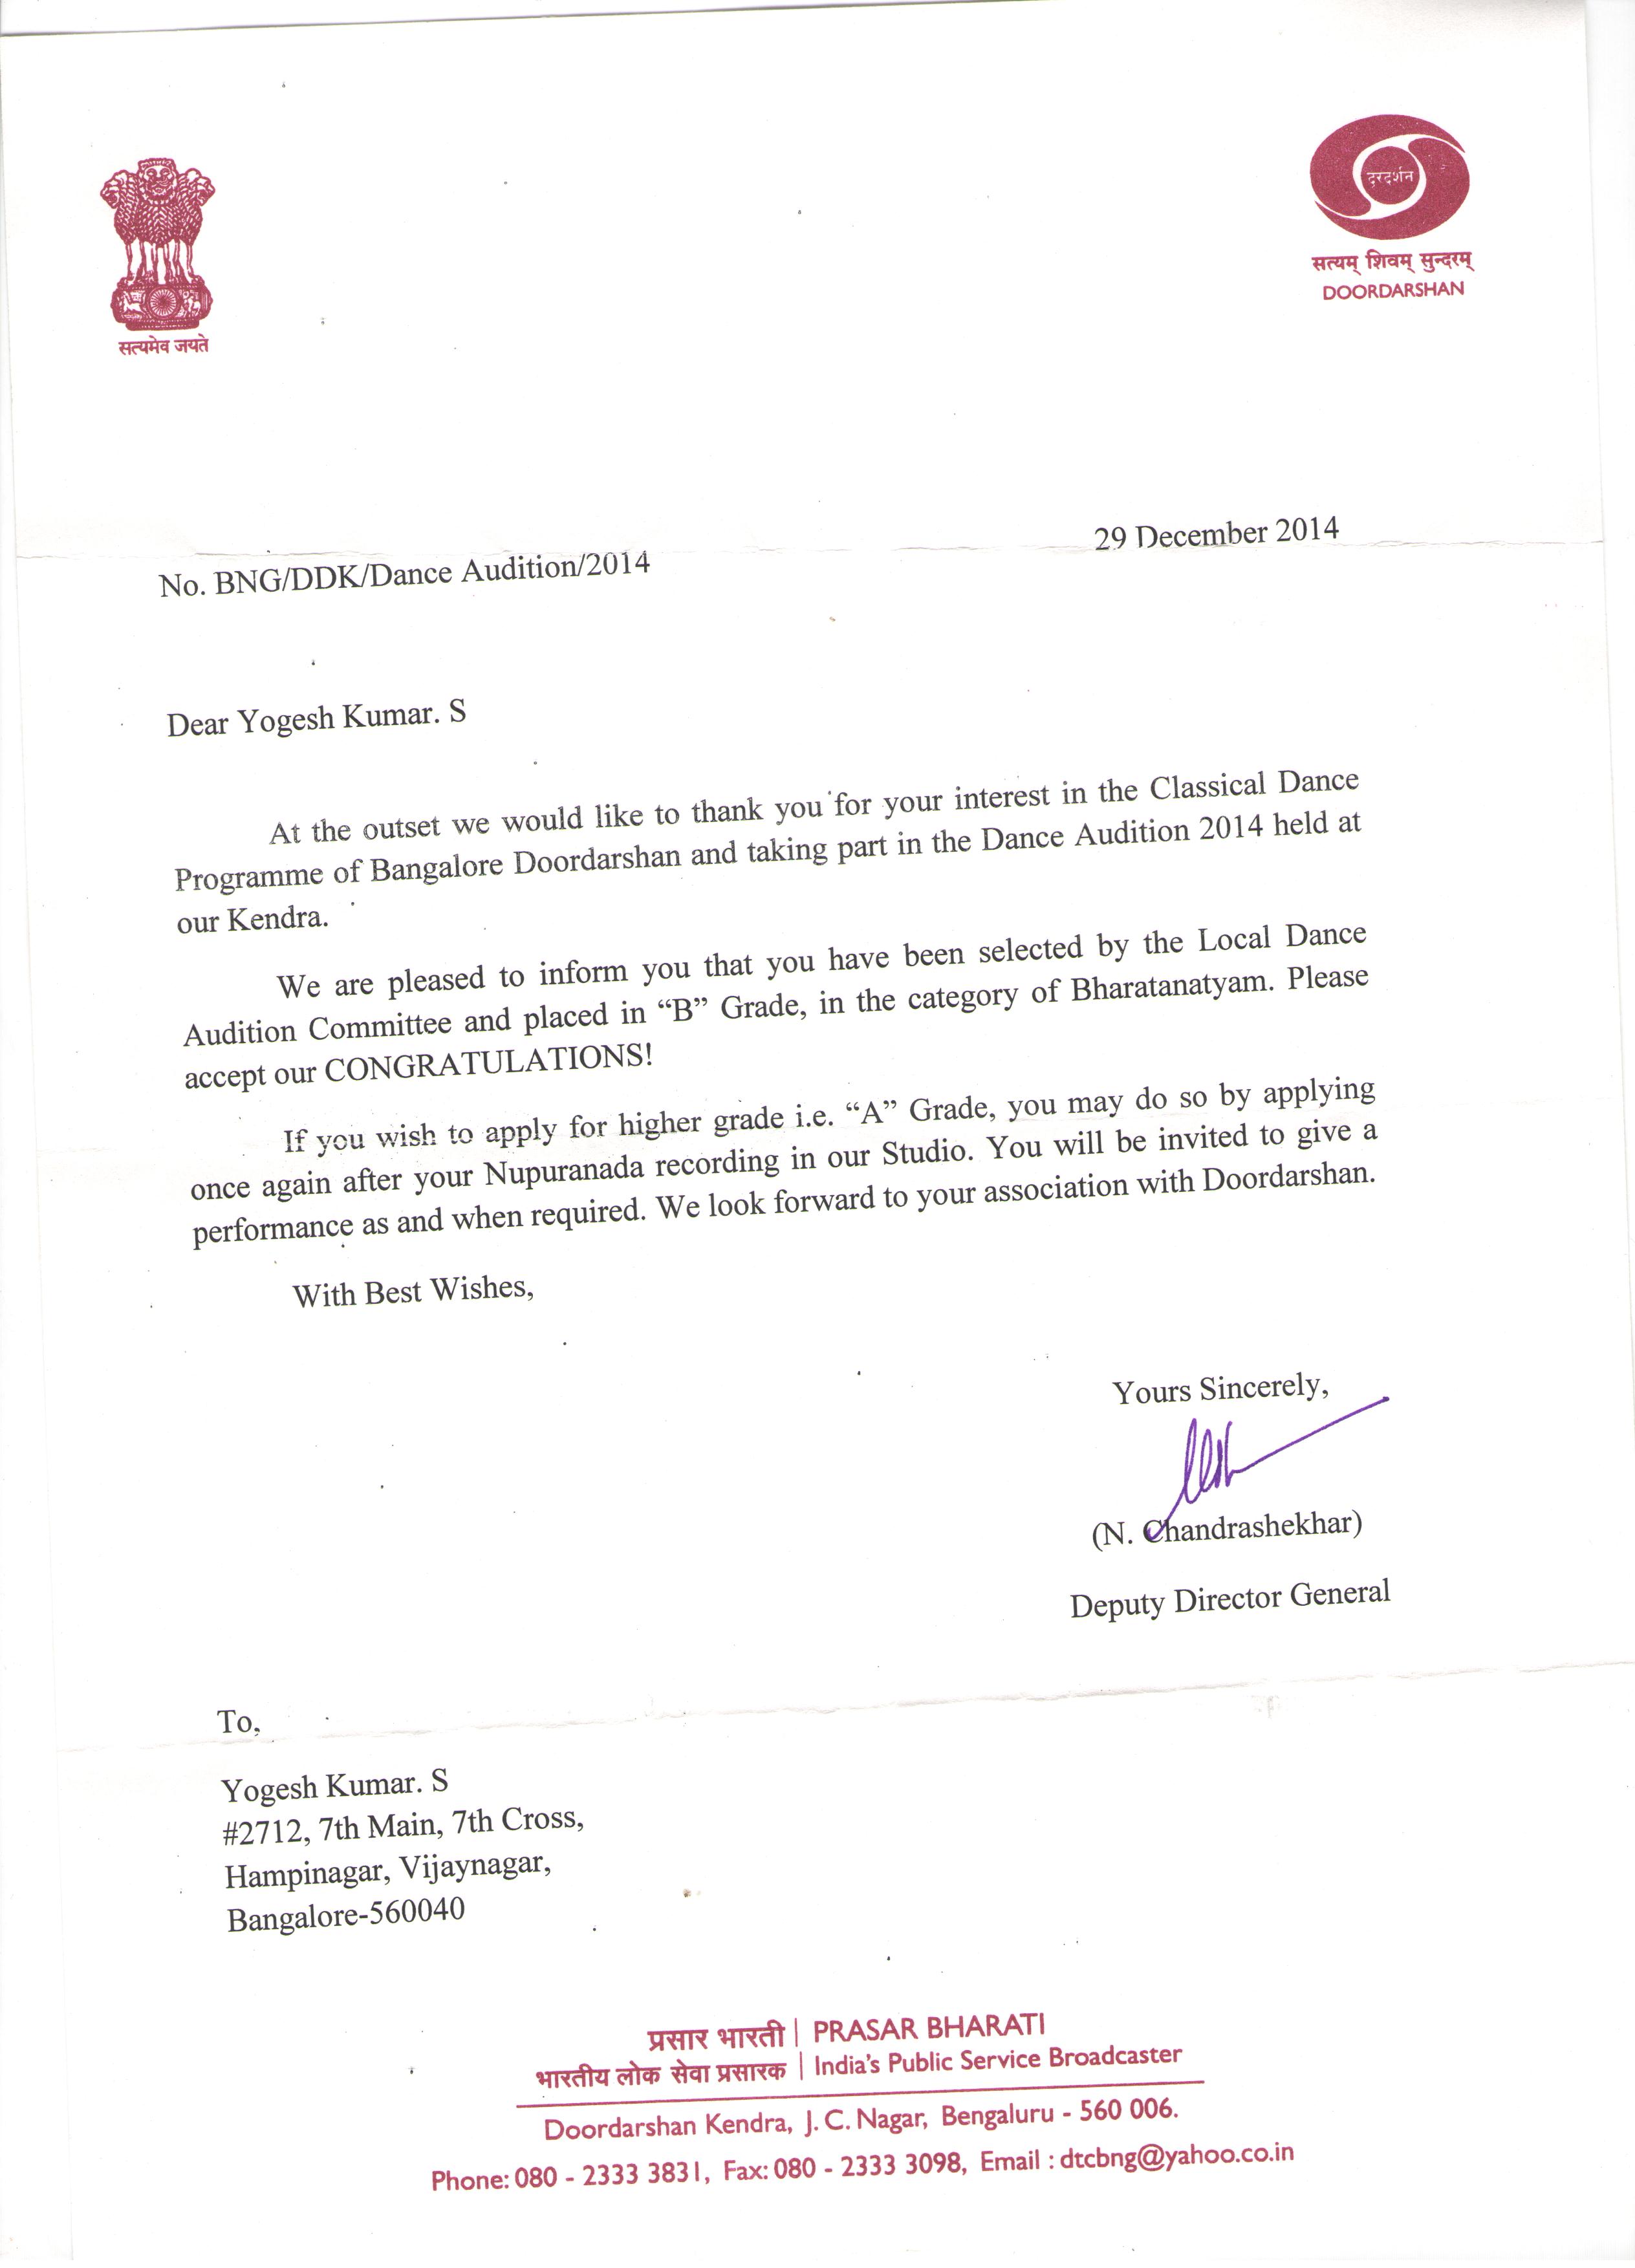 सत्यमेव जयते
दूरदर्शन
सत्यम् शिवम् सुन्दरम्
DOORDARSHAN
29 December 2014
No. BNG/DDK/Dance Audition/2014
Dear Yogesh Kumar. S
At the outset we would like to thank you for your interest in the Classical Dance
Programme of Bangalore Doordarshan and taking part in the Dance Audition 2014 held at
our Kendra.
We are pleased to inform you that you have been selected by the Local Dance
Audition Committee and placed in “B” Grade, in the category of Bharatanatyam. Please
accept our CONGRATULATIONS!
If you wish to apply for higher grade i.e. “A” Grade, you may do so by applying
once again after your Nupuranada recording in our Studio. You will be invited to give a
performance as and when required. We look forward to your association with Doordarshan.
With Best Wishes,
Yours Sincerely,
(N. Chandrashekhar)
Deputy Director General
To,
Yogesh Kumar. S
#2712, 7th Main, 7th Cross,
Hampinagar, Vijaynagar,
Bangalore-560040
प्रसार भारती | PRASAR BHARATI
भारतीय लोक सेवा प्रसारक | India's Public Service Broadcaster
Doordarshan Kendra, J. C. Nagar, Bengaluru - 560 006.
Phone: 080 - 2333 3831, Fax: 080 - 2333 3098, Email : dtcbng@yahoo.co.in